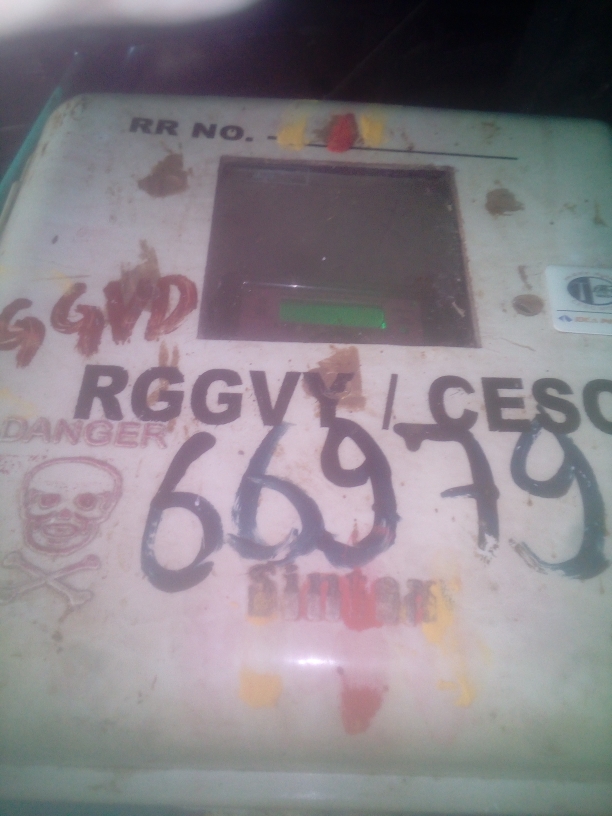 RR NO. -
GGVD
RGGVY / CESC
DANGER
66979